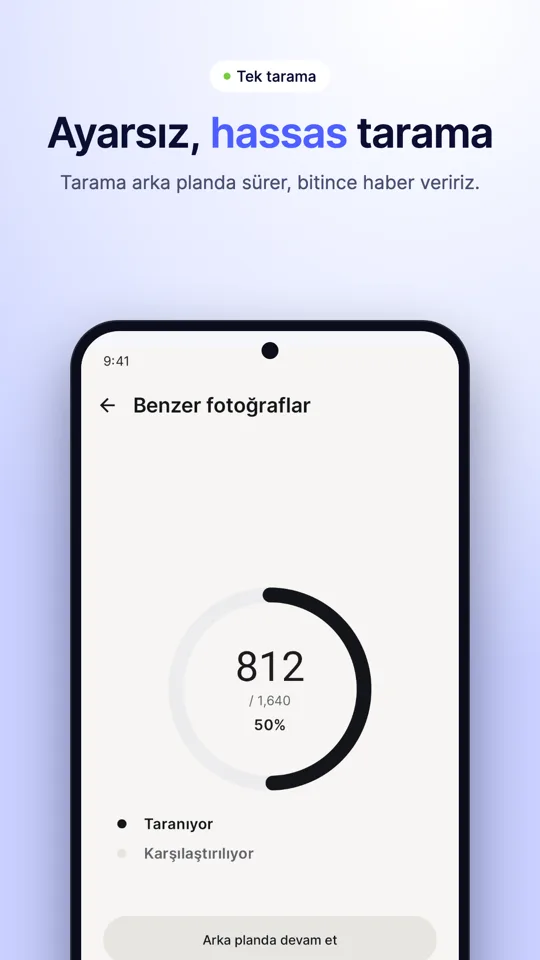 Tek tarama
Ayarsız, hassas tarama
Tarama arka planda sürer, bitince haber veririz.
9:41
Benzer fotoğraflar
812
/ 1,640
50%
Taranıyor
Karşılaştırılıyor
Arka planda devam et